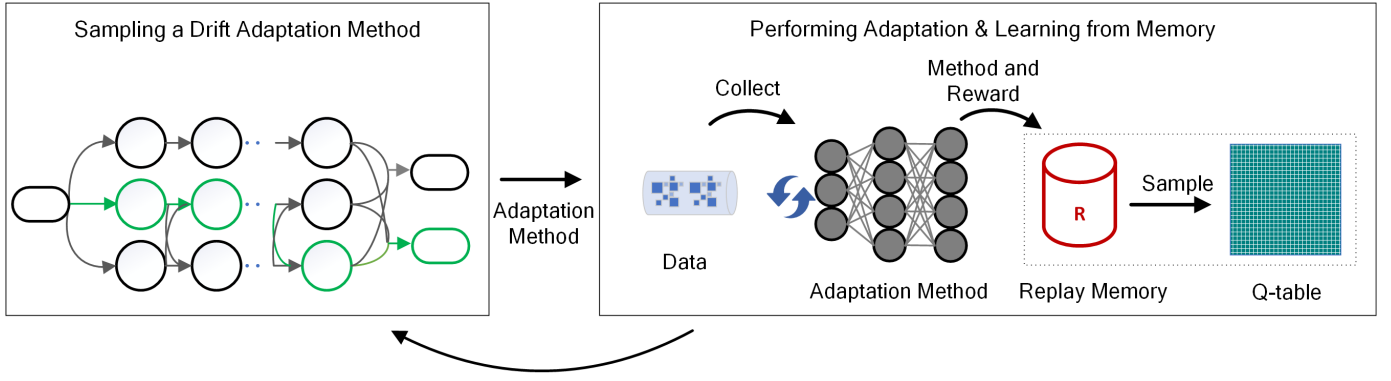 Sampling a Drift Adaptation Method
Adaptation
Method
Performing Adaptation & Learning from Memory
Collect
Method and
Reward
Data
Adaptation Method
R
Sample
Replay Memory
Q-table